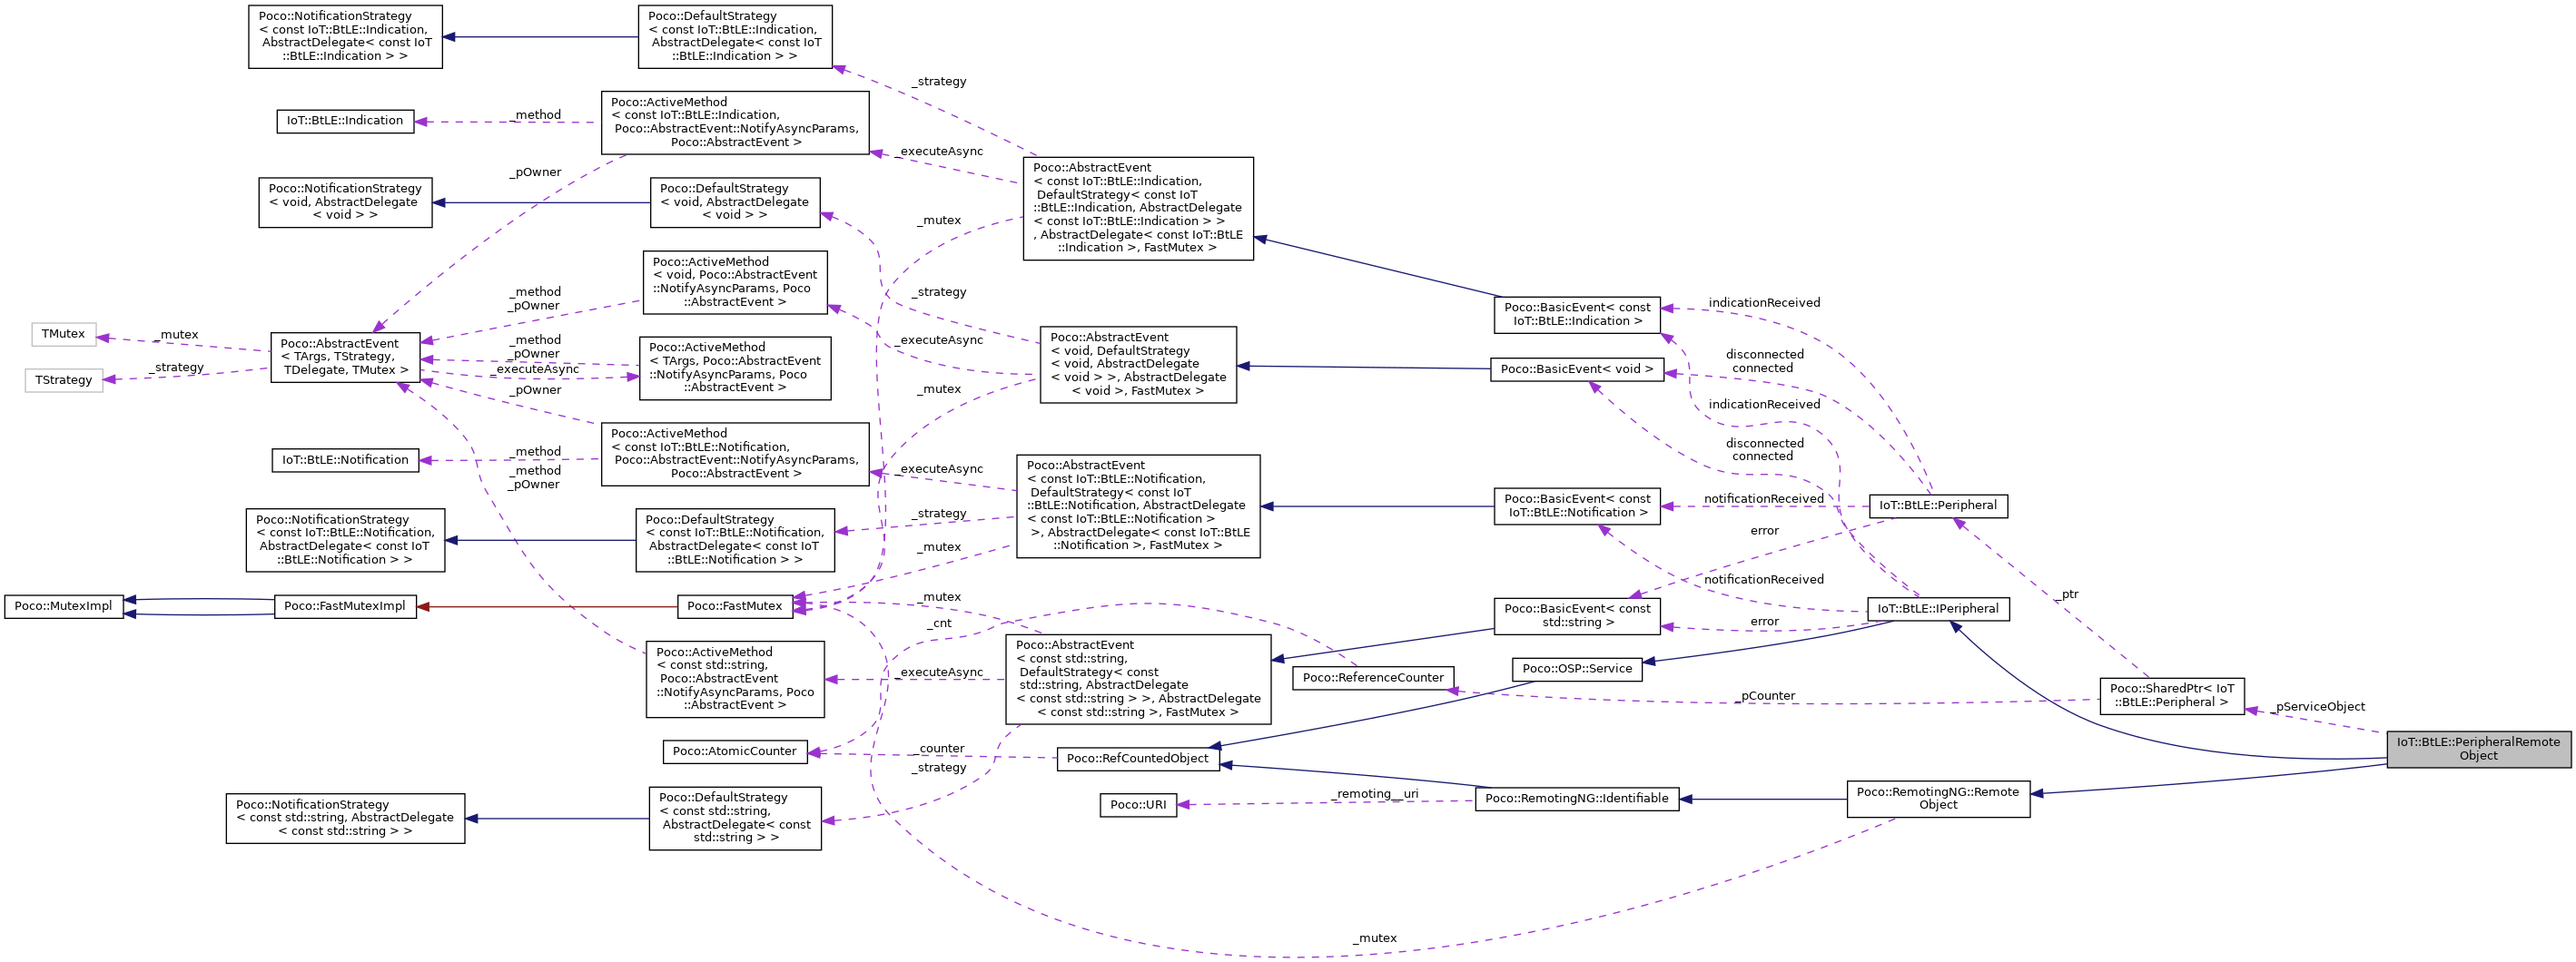 Poco::NotificationStrategy
< const IoT::BtLE::Indication,
AbstractDelegate< const IoT
::BtLE::Indication > >
Poco::DefaultStrategy
< const IoT::BtLE::Indication,
AbstractDelegate< const IoT
::BtLE::Indication > >
_strategy
IoT::BtLE::Indication
_method
Poco::ActiveMethod
< const IoT::BtLE::Indication,
Poco::AbstractEvent::NotifyAsyncParams,
Poco::AbstractEvent >
_executeAsync
_pOwner
Poco::AbstractEvent
< const IoT::BtLE::Indication,
DefaultStrategy< const IoT
::BtLE::Indication, AbstractDelegate
< const IoT::BtLE::Indication > >
, AbstractDelegate< const IoT::BtLE
::Indication >, FastMutex >
Poco::NotificationStrategy
< void, AbstractDelegate
< void > >
Poco::DefaultStrategy
< void, AbstractDelegate
< void > >
_mutex
_strategy
Poco::ActiveMethod
< void, Poco::AbstractEvent
::NotifyAsyncParams, Poco
::AbstractEvent >
_method
_pOwner
_executeAsync
Poco::BasicEvent< const
IoT::BtLE::Indication >
indicationReceived
TMutex
_mutex
TStrategy
_strategy
Poco::AbstractEvent
< TArgs, TStrategy,
TDelegate, TMutex >
_method
_pOwner
_executeAsync
_pOwner
Poco::ActiveMethod
< TArgs, Poco::AbstractEvent
::NotifyAsyncParams, Poco
::AbstractEvent >
_mutex
Poco::AbstractEvent
< void, DefaultStrategy
< void, AbstractDelegate
< void > >, AbstractDelegate
< void >, FastMutex >
Poco::BasicEvent< void >
disconnected
connected
indicationReceived
disconnected
connected
IoT::BtLE::Notification
_method
_method
_pOwner
Poco::ActiveMethod
< const IoT::BtLE::Notification,
Poco::AbstractEvent::NotifyAsyncParams,
Poco::AbstractEvent >
_executeAsync
_strategy
_mutex
Poco::AbstractEvent
< const IoT::BtLE::Notification,
DefaultStrategy< const IoT
::BtLE::Notification, AbstractDelegate
< const IoT::BtLE::Notification >
>, AbstractDelegate< const IoT::BtLE
::Notification >, FastMutex >
Poco::BasicEvent< const
IoT::BtLE::Notification >
notificationReceived
error
IoT::BtLE::Peripheral
Poco::NotificationStrategy
< const IoT::BtLE::Notification,
AbstractDelegate< const IoT
::BtLE::Notification > >
Poco::DefaultStrategy
< const IoT::BtLE::Notification,
AbstractDelegate< const IoT
::BtLE::Notification > >
Poco::MutexImpl
Poco::FastMutexImpl
Poco::FastMutex
_mutex
_cnt
notificationReceived
error
_ptr
Poco::BasicEvent< const
std::string >
IoT::BtLE::IPeripheral
Poco::ActiveMethod
< const std::string,
Poco::AbstractEvent
::NotifyAsyncParams, Poco
::AbstractEvent >
_executeAsync
Poco::AbstractEvent
< const std::string,
DefaultStrategy< const
std::string, AbstractDelegate
< const std::string > >, AbstractDelegate
< const std::string >, FastMutex >
Poco::ReferenceCounter
Poco::OSP::Service
_pCounter
Poco::SharedPtr< IoT
::BtLE::Peripheral >
_pServiceObject
IoT::BtLE::PeripheralRemote
Object
Poco::AtomicCounter
_counter
_strategy
Poco::RefCountedObject
Poco::NotificationStrategy
< const std::string, AbstractDelegate
< const std::string > >
Poco::DefaultStrategy
< const std::string,
AbstractDelegate< const
std::string > >
Poco::URI
_remoting__uri
Poco::RemotingNG::Identifiable
Poco::RemotingNG::Remote
Object
_mutex